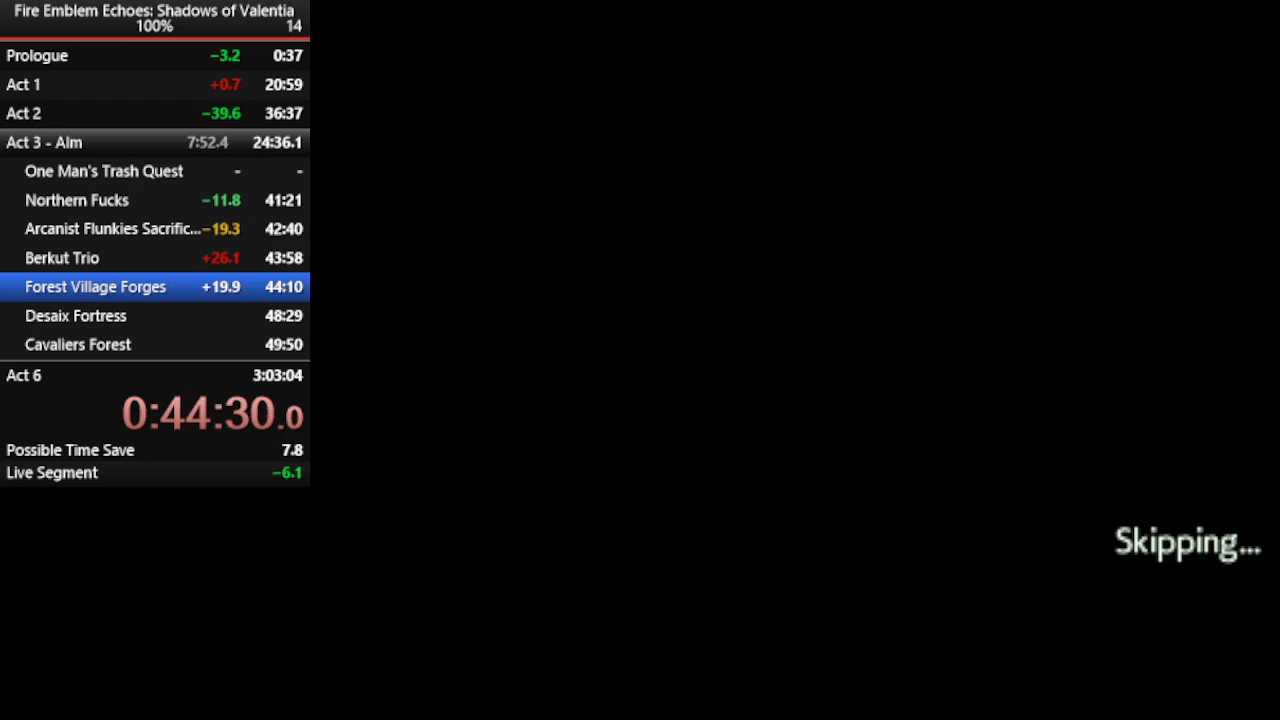 Fire Emblem Echoes: Shadows of Valentia
100% 14
Prologue −3.2 0:37
Act 1 +0.7 20:59
Act 2 −39.6 36:37
Act 3 - Alm 7:52.4 24:36.1
One Man's Trash Quest - -
Northern Fucks −11.8 41:21
Arcanist Flunkies Sacrific... −19.3 42:40
Berkut Trio +26.1 43:58
Forest Village Forges +19.9 44:10
Desaix Fortress 48:29
Cavaliers Forest 49:50
Act 6 3:03:04
0:44:30.0
Possible Time Save 7.8
Live Segment −6.1
Skipping...